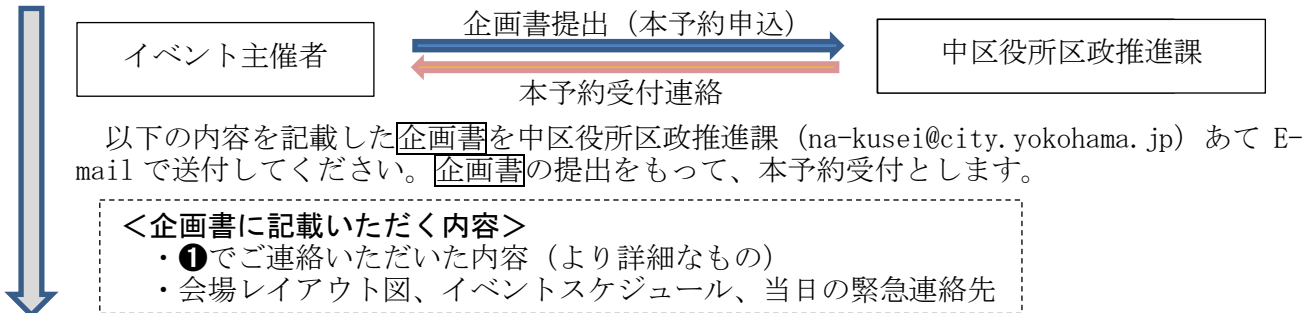 企画書提出（本予約申込）
イベント主催者
中区役所区政推進課
本予約受付連絡
以下の内容を記載した企画書を中区役所区政推進課（na-kusei@city.yokohama.jp）あて E-
mail で送付してください。企画書の提出をもって、本予約受付とします。
＜企画書に記載いただく内容＞
・❶でご連絡いただいた内容（より詳細なもの）
・会場レイアウト図、イベントスケジュール、当日の緊急連絡先